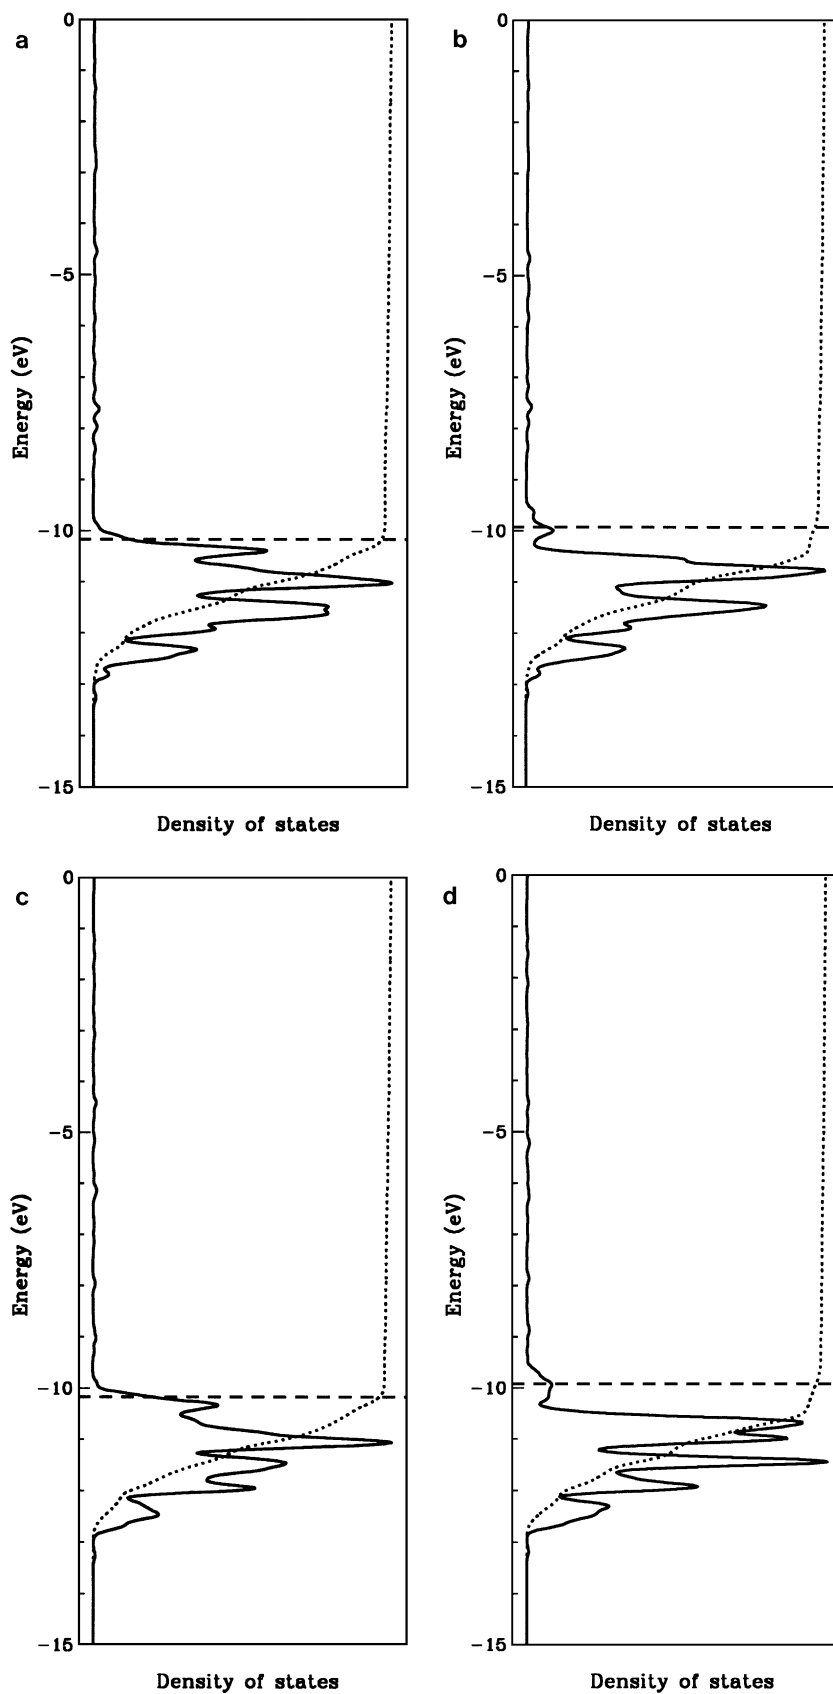 a
0
−5
−10
−15
Energy (eV)
Density of states
b
0
−5
−10
−15
Energy (eV)
Density of states
c
0
−5
−10
−15
Energy (eV)
Density of states
d
0
−5
−10
−15
Energy (eV)
Density of states